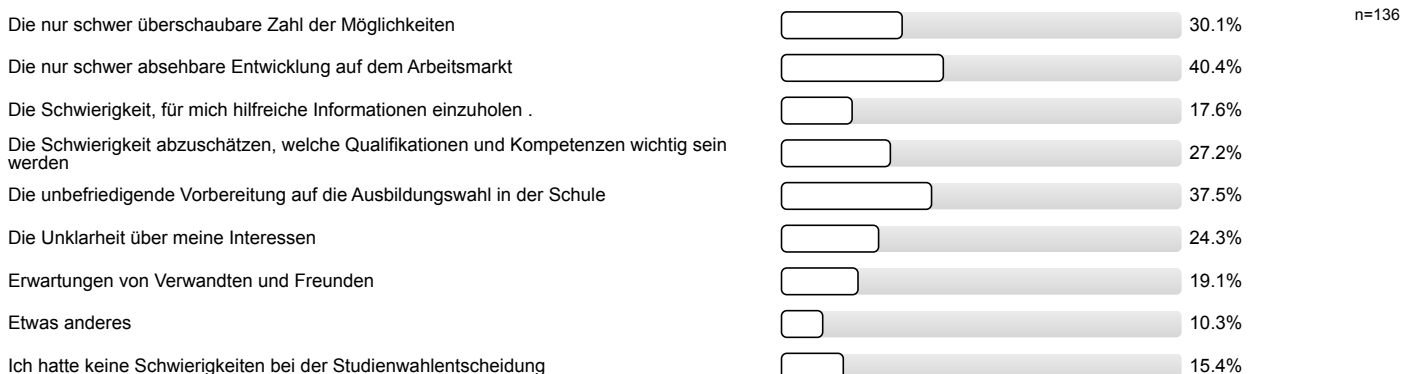 Die nur schwer überschaubare Zahl der Möglichkeiten 30.1% n=136
Die nur schwer absehbare Entwicklung auf dem Arbeitsmarkt 40.4%
Die Schwierigkeit, für mich hilfreiche Informationen einzuholen . 17.6%
Die Schwierigkeit abzuschätzen, welche Qualifikationen und Kompetenzen wichtig sein
werden 27.2%
Die unbefriedigende Vorbereitung auf die Ausbildungswahl in der Schule 37.5%
Die Unklarheit über meine Interessen 24.3%
Erwartungen von Verwandten und Freunden 19.1%
Etwas anderes 10.3%
Ich hatte keine Schwierigkeiten bei der Studienwahlentscheidung 15.4%